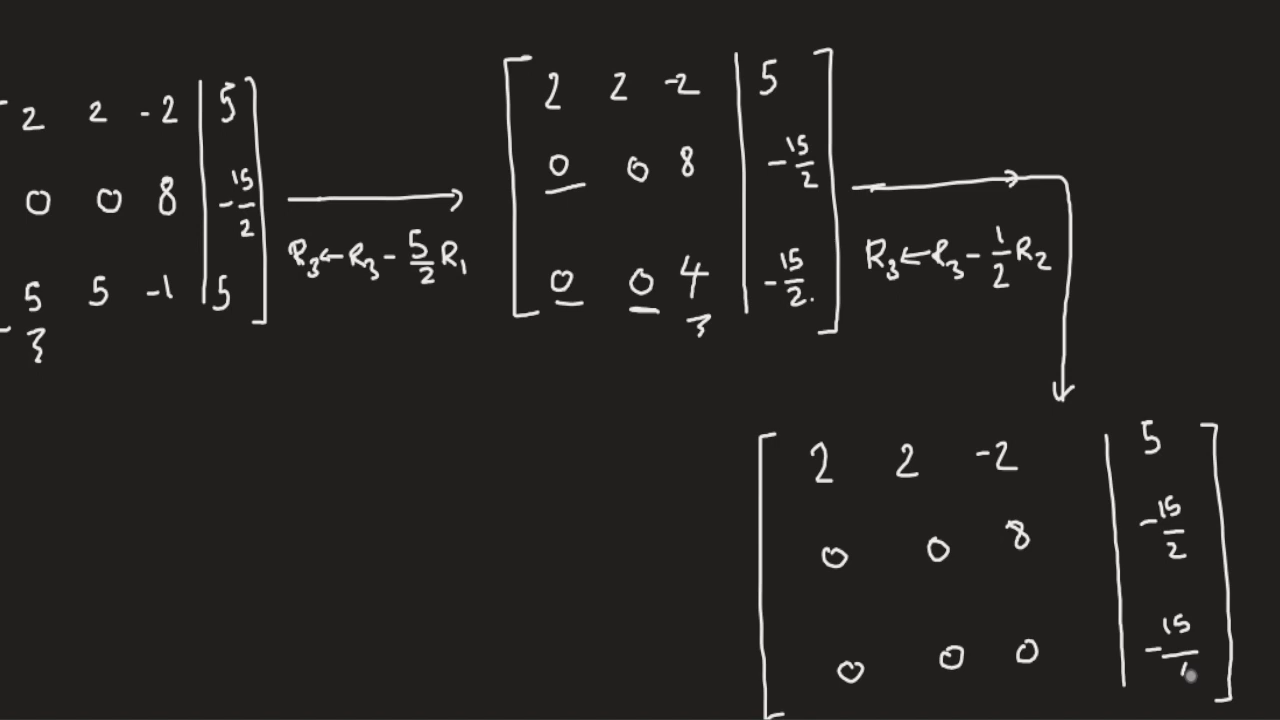 2 2 -2 | 5
0 0 8 | -15/2
5 5 -1 | 5
R₃ ← R₃ - 5/2 R₁
2 2 -2 | 5
0 0 8 | -15/2
0 0 4 | -15/2.
R₃ ← R₃ - 1/2 R₂
2 2 -2 | 5
0 0 8 | -15/2
0 0 0 | -15/